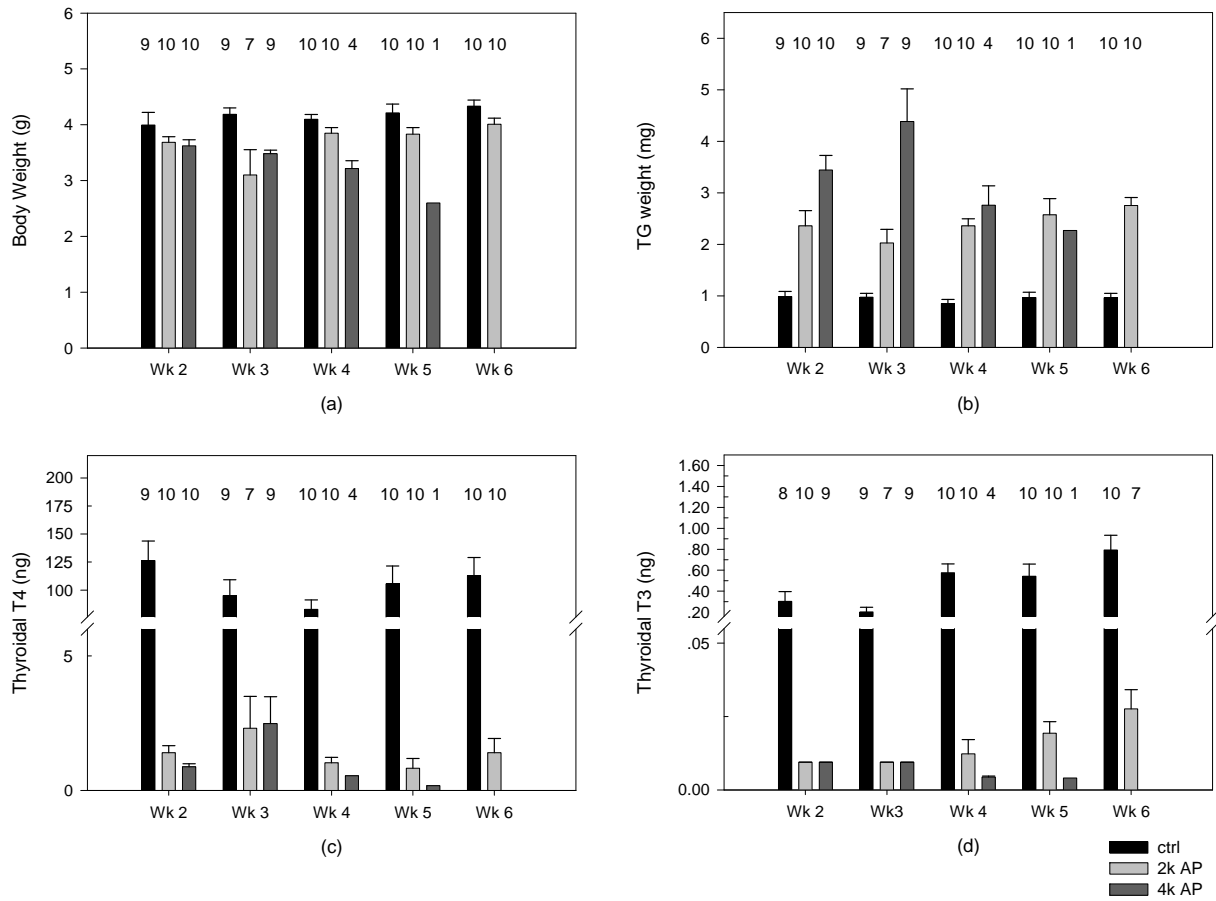 Body Weight (g)
6
5
4
3
2
1
0
9 10 10 9 7 9 10 10 4 10 10 1 10 10
Wk 2 Wk 3 Wk 4 Wk 5 Wk 6
(a)
TG weight (mg)
6
5
4
3
2
1
0
9 10 10 9 7 9 10 10 4 10 10 1 10 10
Wk 2 Wk 3 Wk 4 Wk 5 Wk 6
(b)
Thyroidal T4 (ng)
200
175
150
125
100
5
0
9 10 10 9 7 9 10 10 4 10 10 1 10 10
Wk 2 Wk 3 Wk 4 Wk 5 Wk 6
(c)
Thyroidal T3 (ng)
1.60
1.40
1.20
1.00
.80
.60
.40
.20
.05
0.00
8 10 9 9 7 9 10 10 4 10 10 1 10 7
Wk 2 Wk3 Wk 4 Wk 5 Wk 6
(d)
ctrl
2k AP
4k AP